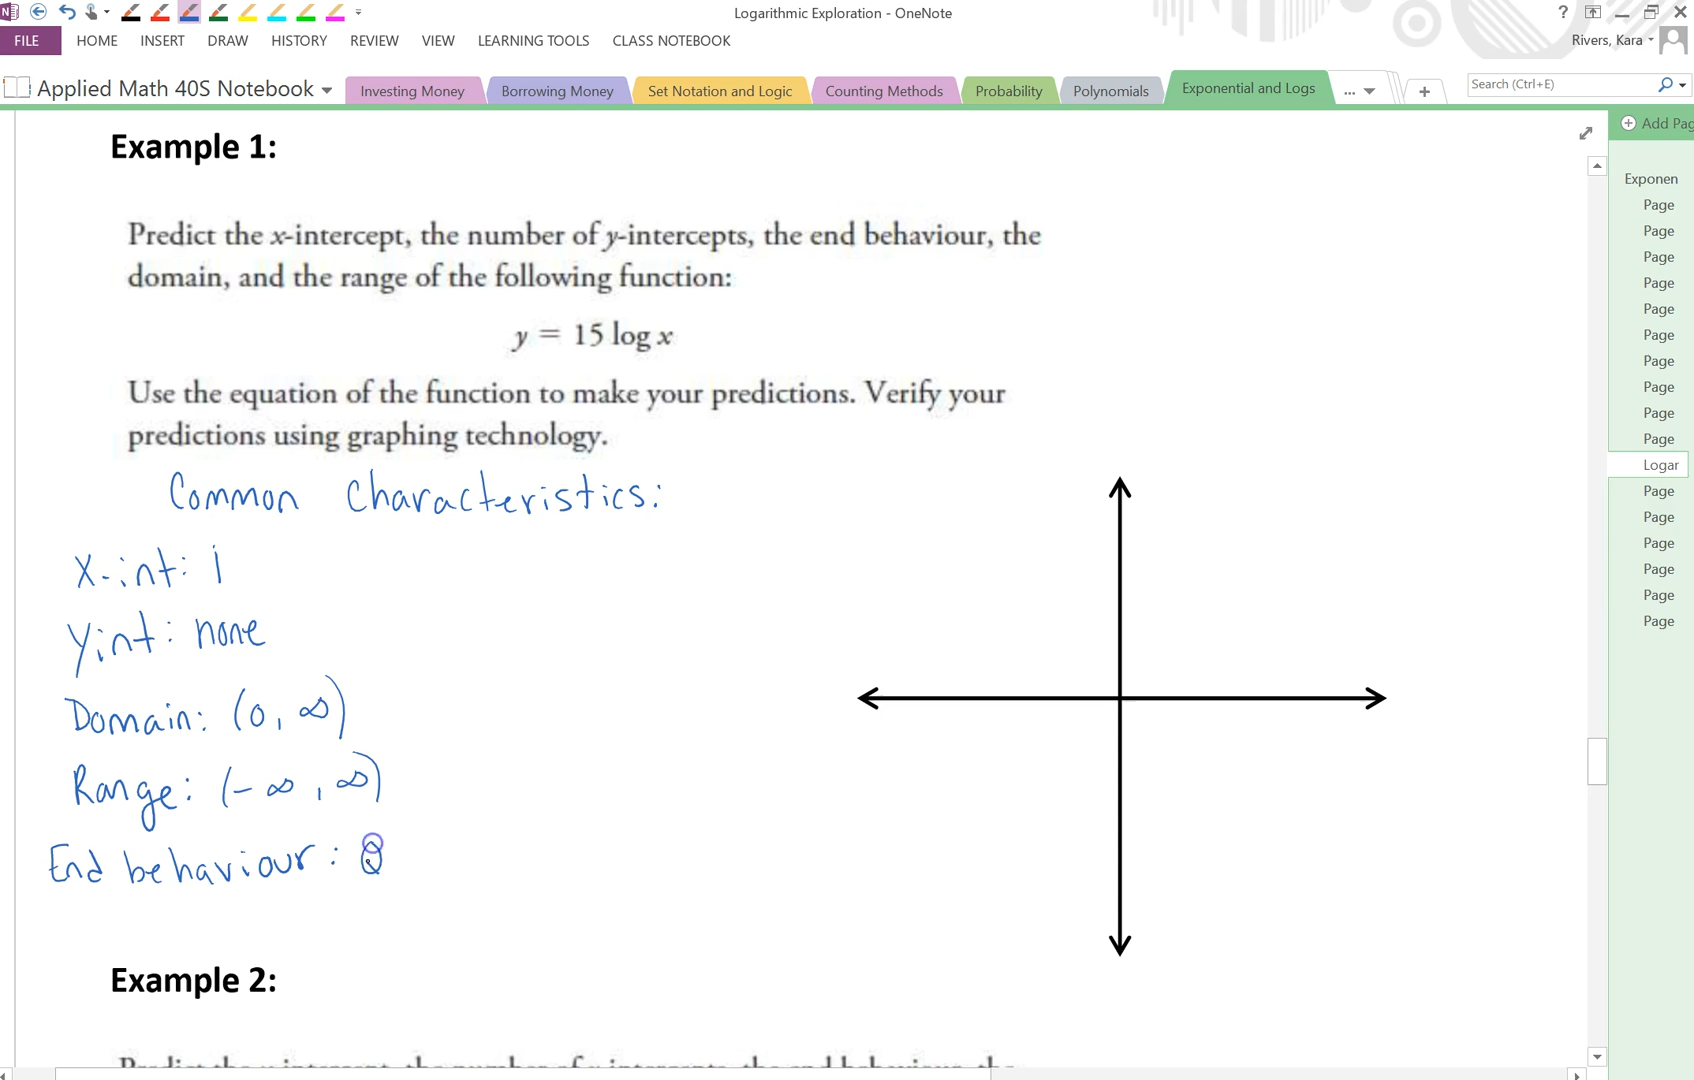 Logarithmic Exploration - OneNote
?
FILE HOME INSERT DRAW HISTORY REVIEW VIEW LEARNING TOOLS CLASS NOTEBOOK
Rivers, Kara
Applied Math 40S Notebook
Investing Money
Borrowing Money
Set Notation and Logic
Counting Methods
Probability
Polynomials
Exponential and Logs
...
Search (Ctrl+E)
Add Pag
Example 1:
Predict the x-intercept, the number of y-intercepts, the end behaviour, the
domain, and the range of the following function:
y = 15 log x
Use the equation of the function to make your predictions. Verify your
predictions using graphing technology.
Common Characteristics:
X-int: 1
Yint: none
Domain: (0, ∞)
Range: (-∞, ∞)
End behaviour: Q
Example 2:
Exponen
Page
Page
Page
Page
Page
Page
Page
Page
Page
Page
Logar
Page
Page
Page
Page
Page
Page